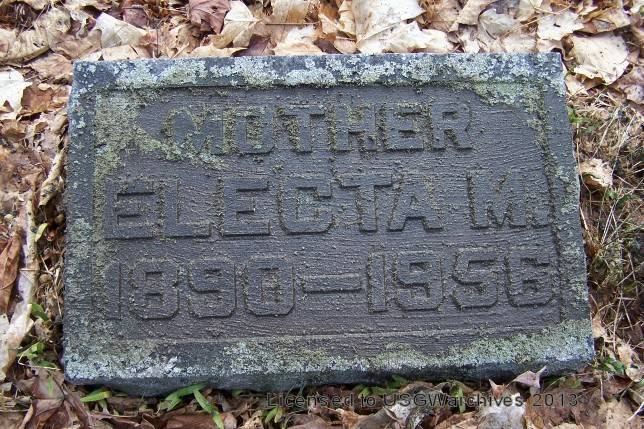 MOTHER
ELECTA M.
1890–1956
Licensed to USGWarchives 2013